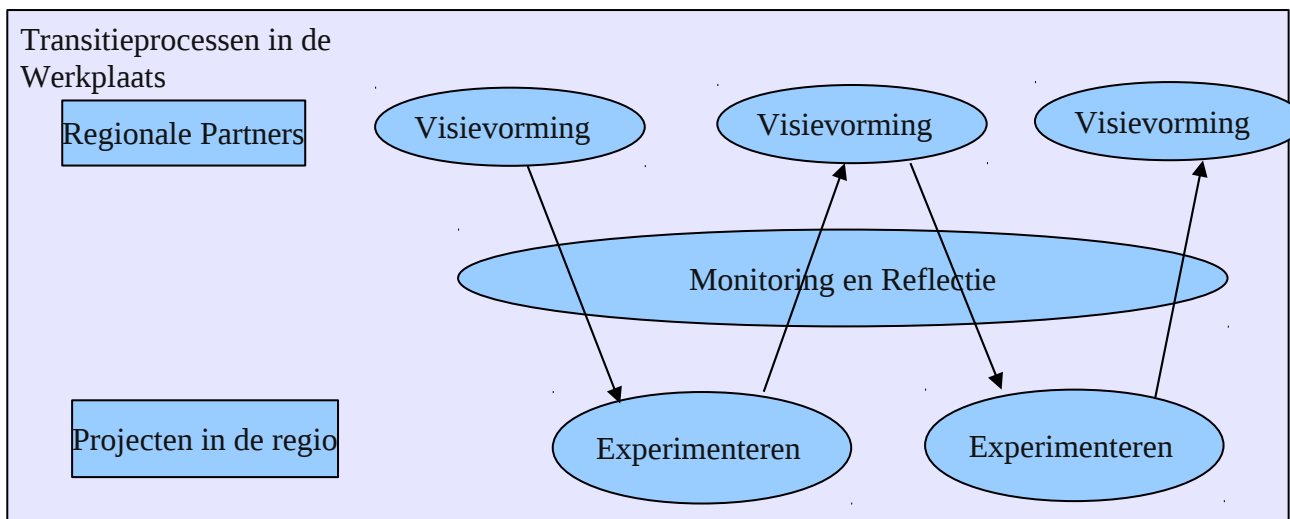 Transitieprocessen in de
Werkplaats
Regionale Partners
Visievorming
Visievorming
Visievorming
Monitoring en Reflectie
Projecten in de regio
Experimenteren
Experimenteren